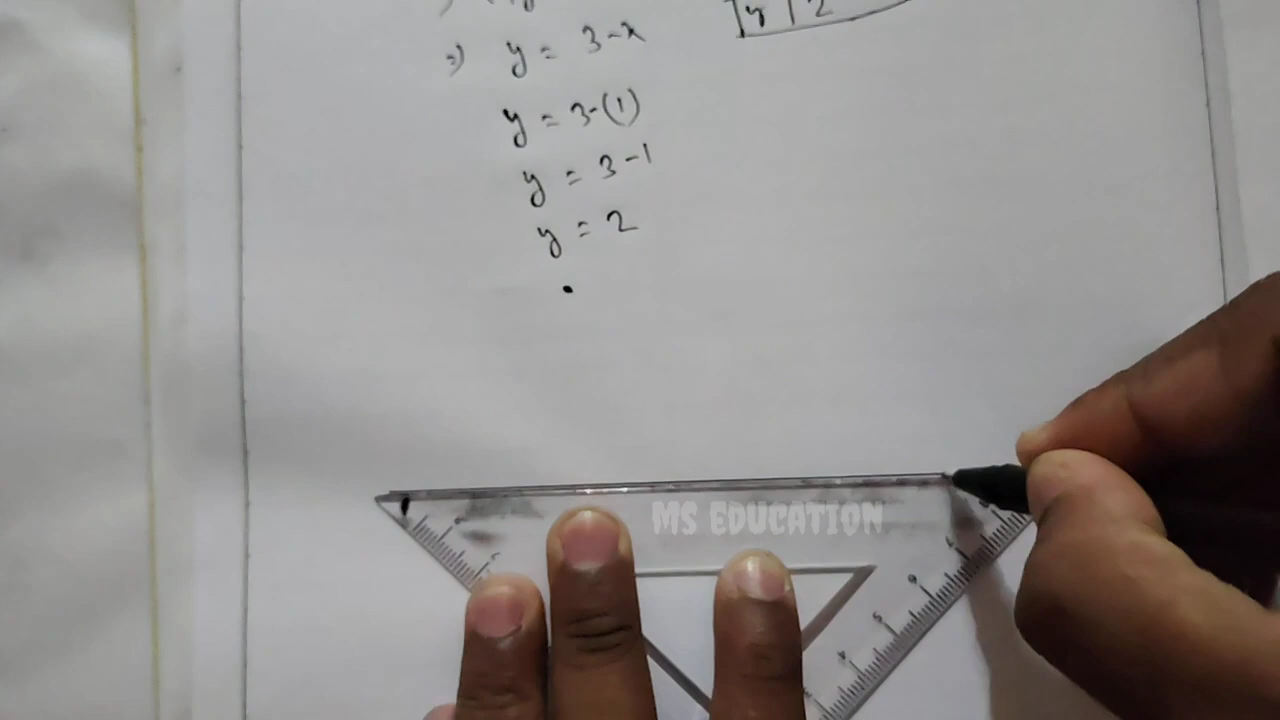 y | 2
=) y = 3-x
y = 3-(1)
y = 3-1
y = 2
MS EDUCATION